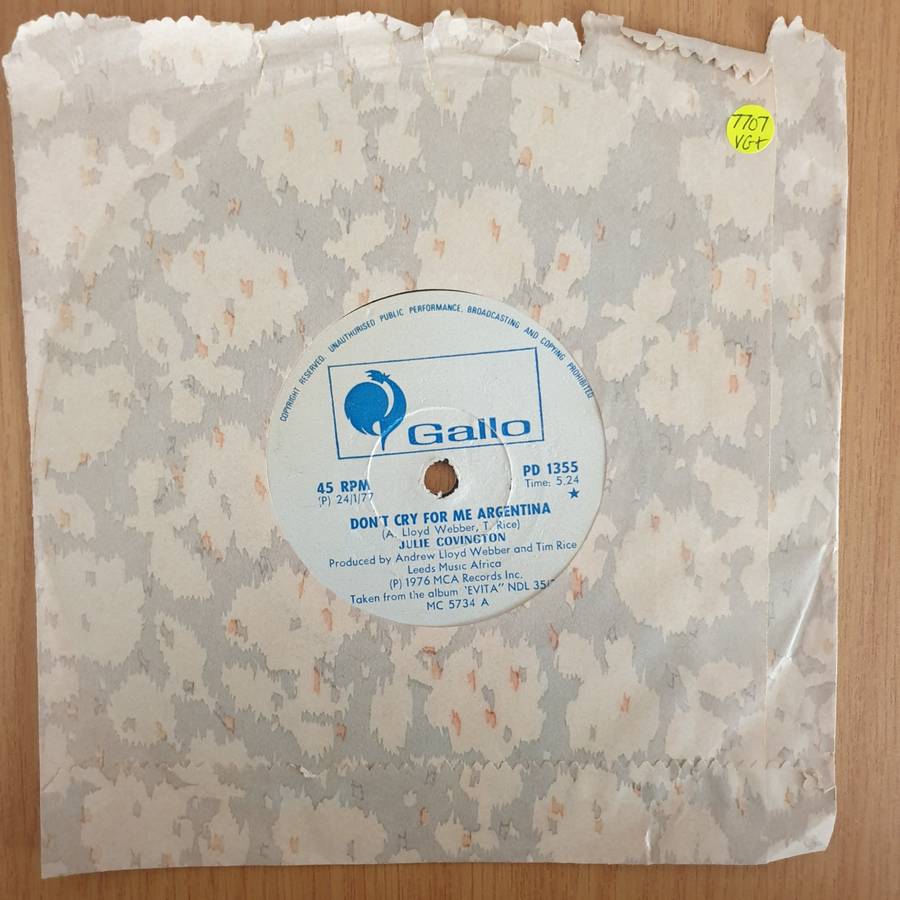 7707
VG+
COPYRIGHT RESERVED. UNAUTHORISED PUBLIC PERFORMANCE, BROADCASTING AND COPYING PROHIBITED
Gallo
45 RPM
(P) 24/1/77
PD 1355
Time: 5.24
★
DON'T CRY FOR ME ARGENTINA
(A. Lloyd Webber, T. Rice)
JULIE COVINGTON
Produced by Andrew Lloyd Webber and Tim Rice
Leeds Music Africa
(P) 1976 MCA Records Inc.
Taken from the album 'EVITA" NDL
MC 5734 A